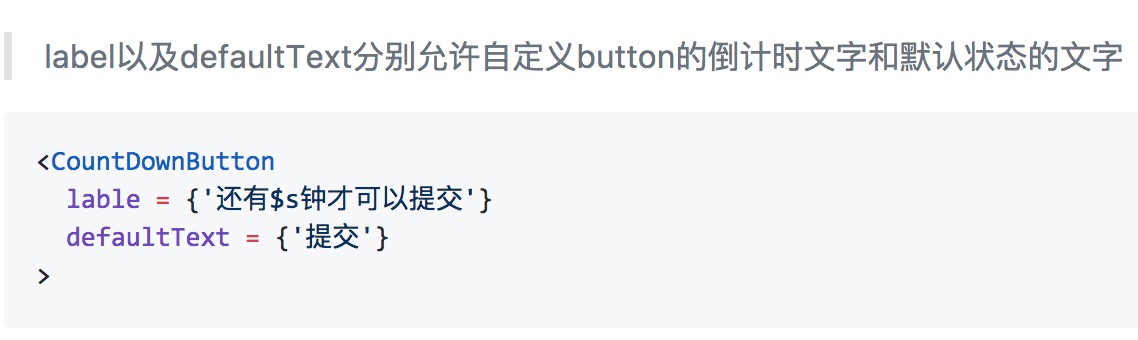 label以及defaultText分别允许自定义button的倒计时文字和默认状态的文字
<CountDownButton
lable = {'还有$s钟才可以提交'}
defaultText = {'提交'}
>